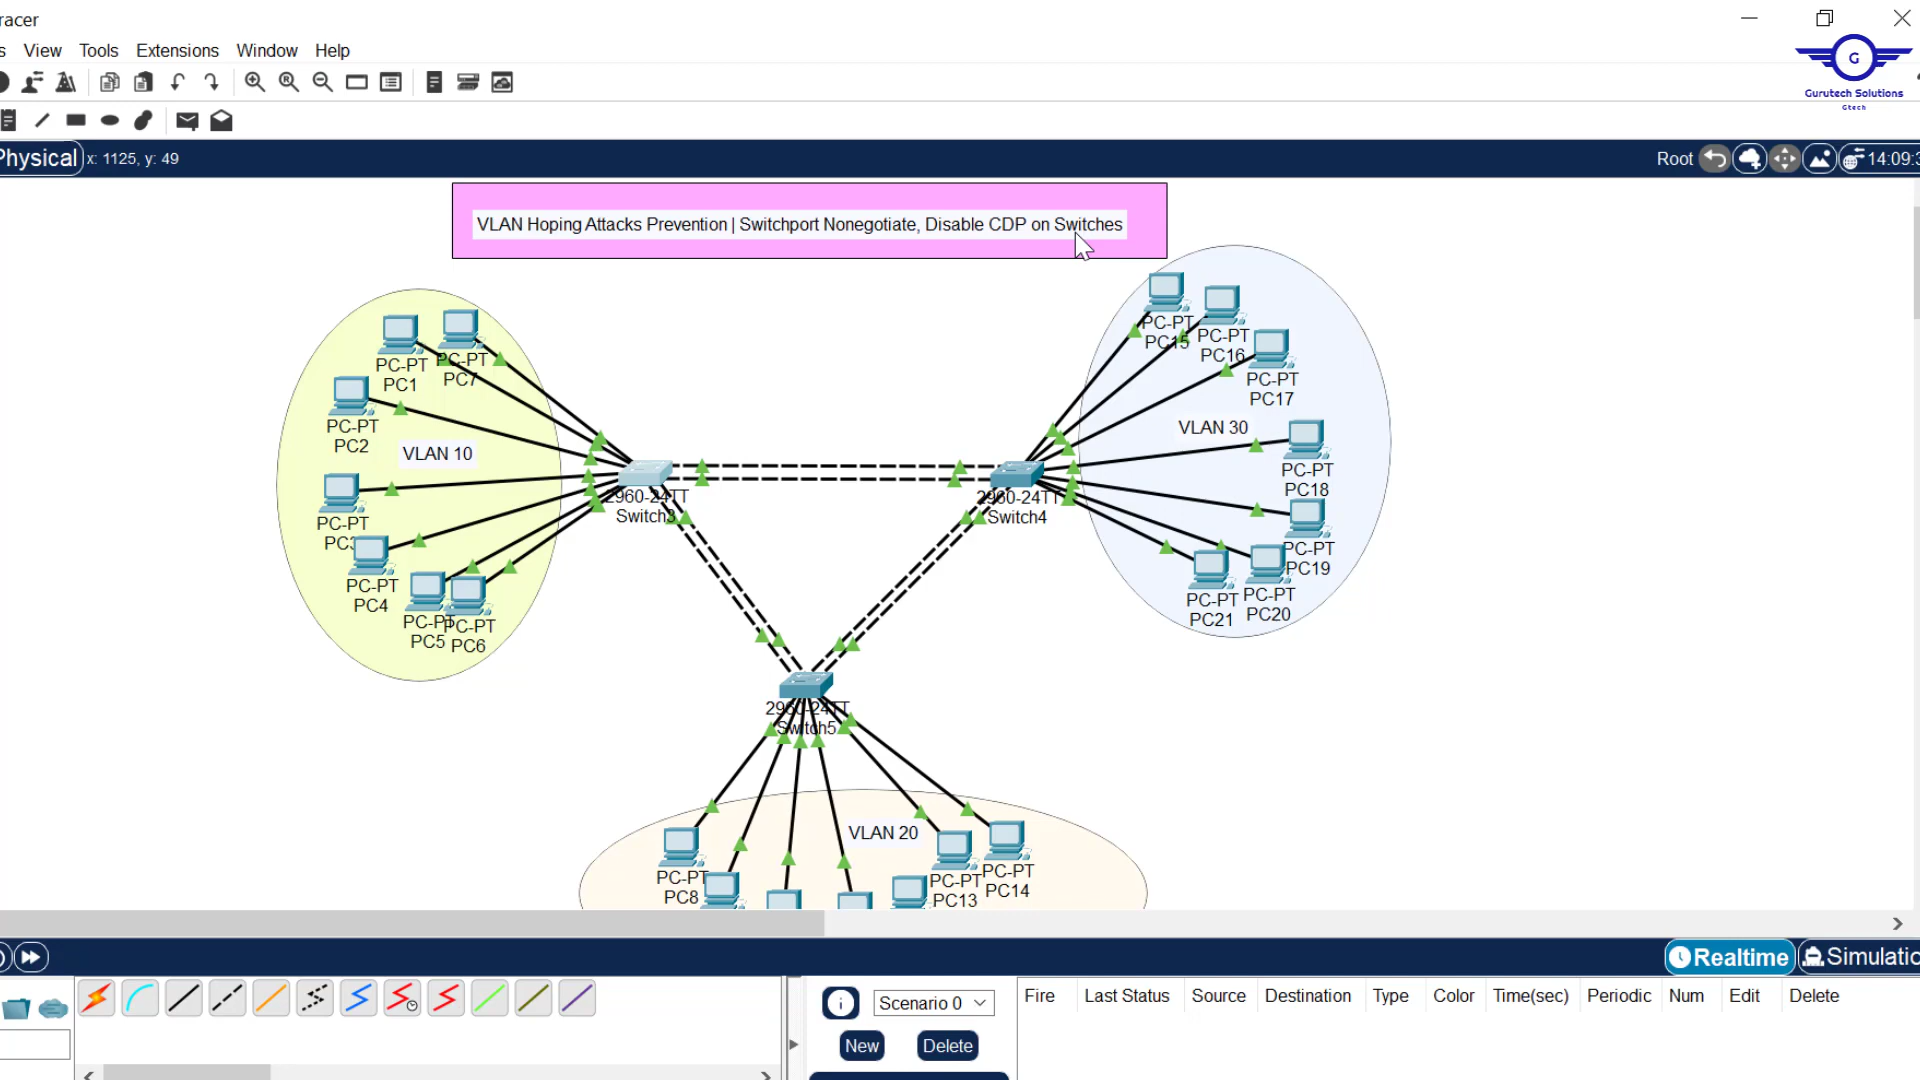 racer
s View Tools Extensions Window Help
G
Gurutech Solutions
Gtech
Physical x: 1125, y: 49
Root 14:09:3
VLAN Hoping Attacks Prevention | Switchport Nonegotiate, Disable CDP on Switches
PC-PT
PC1
PC-PT
PC7
PC-PT
PC2
VLAN 10
PC-PT
PC3
PC-PT
PC4
PC-PT
PC5
PC-PT
PC6
2960-24TT
Switch3
2960-24TT
Switch4
PC-PT
PC15
PC-PT
PC16
PC-PT
PC17
VLAN 30
PC-PT
PC18
PC-PT
PC19
PC-PT
PC20
PC-PT
PC21
2960-24TT
Switch5
VLAN 20
PC-PT
PC8
PC-PT
PC13
PC-PT
PC14
Realtime
Simulatio
Scenario 0
New
Delete
Fire Last Status Source Destination Type Color Time(sec) Periodic Num Edit Delete